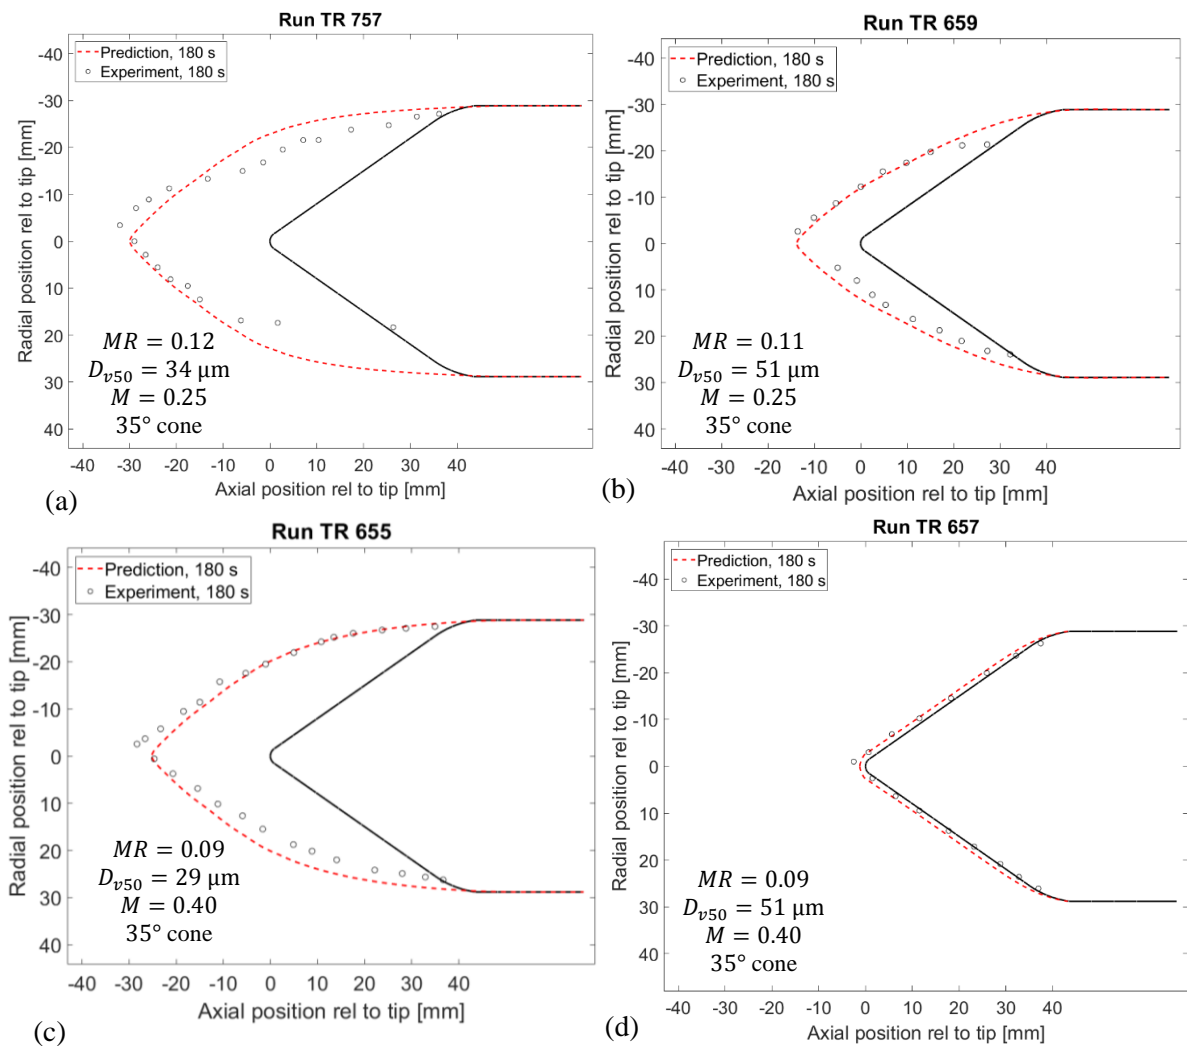 Run TR 757
-40
-30
-20
-10
0
10
20
30
40
Radial position rel to tip [mm]
Prediction, 180 s
Experiment, 180 s
MR = 0.12
D_{v50} = 34 μm
M = 0.25
35° cone
-40 -30 -20 -10 0 10 20 30 40
Axial position rel to tip [mm]
(a)
Run TR 659
-40
-30
-20
-10
0
10
20
30
40
Radial position rel to tip [mm]
Prediction, 180 s
Experiment, 180 s
MR = 0.11
D_{v50} = 51 μm
M = 0.25
35° cone
-40 -30 -20 -10 0 10 20 30 40
Axial position rel to tip [mm]
(b)
Run TR 655
-40
-30
-20
-10
0
10
20
30
40
Radial position rel to tip [mm]
Prediction, 180 s
Experiment, 180 s
MR = 0.09
D_{v50} = 29 μm
M = 0.40
35° cone
-40 -30 -20 -10 0 10 20 30 40
Axial position rel to tip [mm]
(c)
Run TR 657
-40
-30
-20
-10
0
10
20
30
40
Radial position rel to tip [mm]
Prediction, 180 s
Experiment, 180 s
MR = 0.09
D_{v50} = 51 μm
M = 0.40
35° cone
-40 -30 -20 -10 0 10 20 30 40
Axial position rel to tip [mm]
(d)